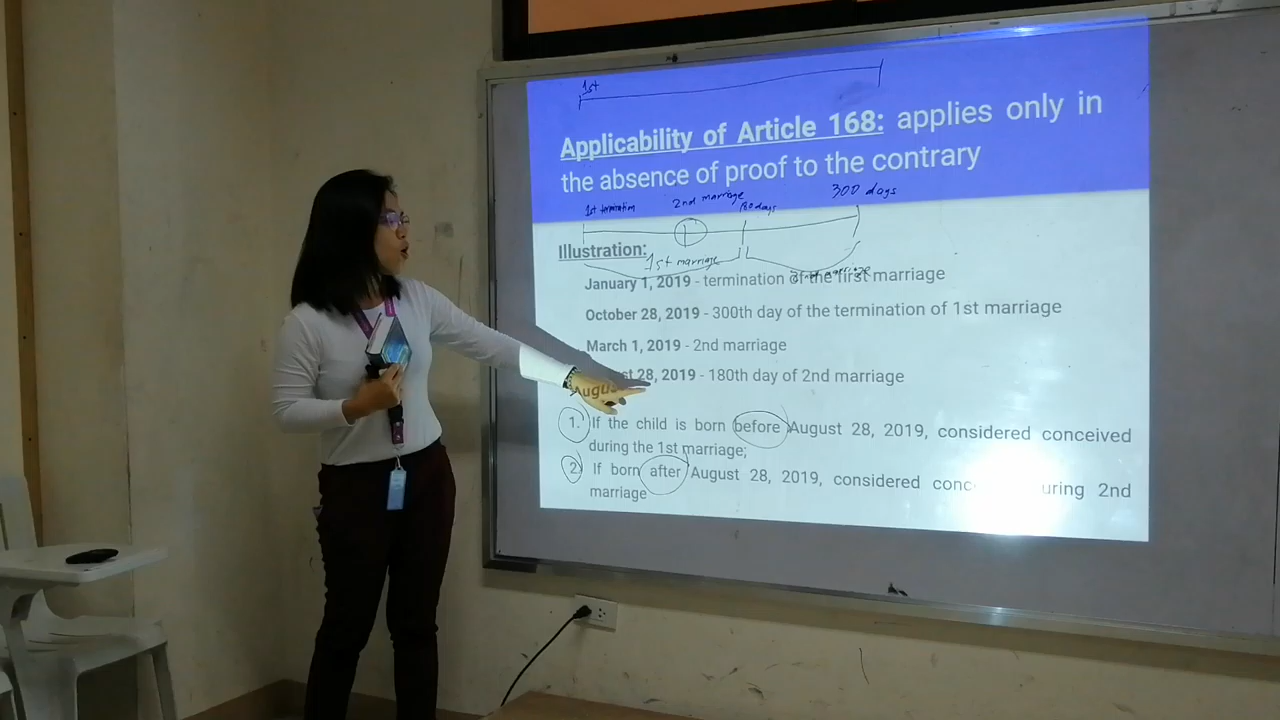 1st
Applicability of Article 168: applies only in
the absence of proof to the contrary
300 days
1st termination 2nd marriage 180 days
Illustration:
1st marriage
January 1, 2019 - termination of the first marriage
October 28, 2019 - 300th day of the termination of 1st marriage
March 1, 2019 - 2nd marriage
August 28, 2019 - 180th day of 2nd marriage
1. If the child is born before August 28, 2019, considered conceived
during the 1st marriage;
2 If born after August 28, 2019, considered conc uring 2nd
marriage